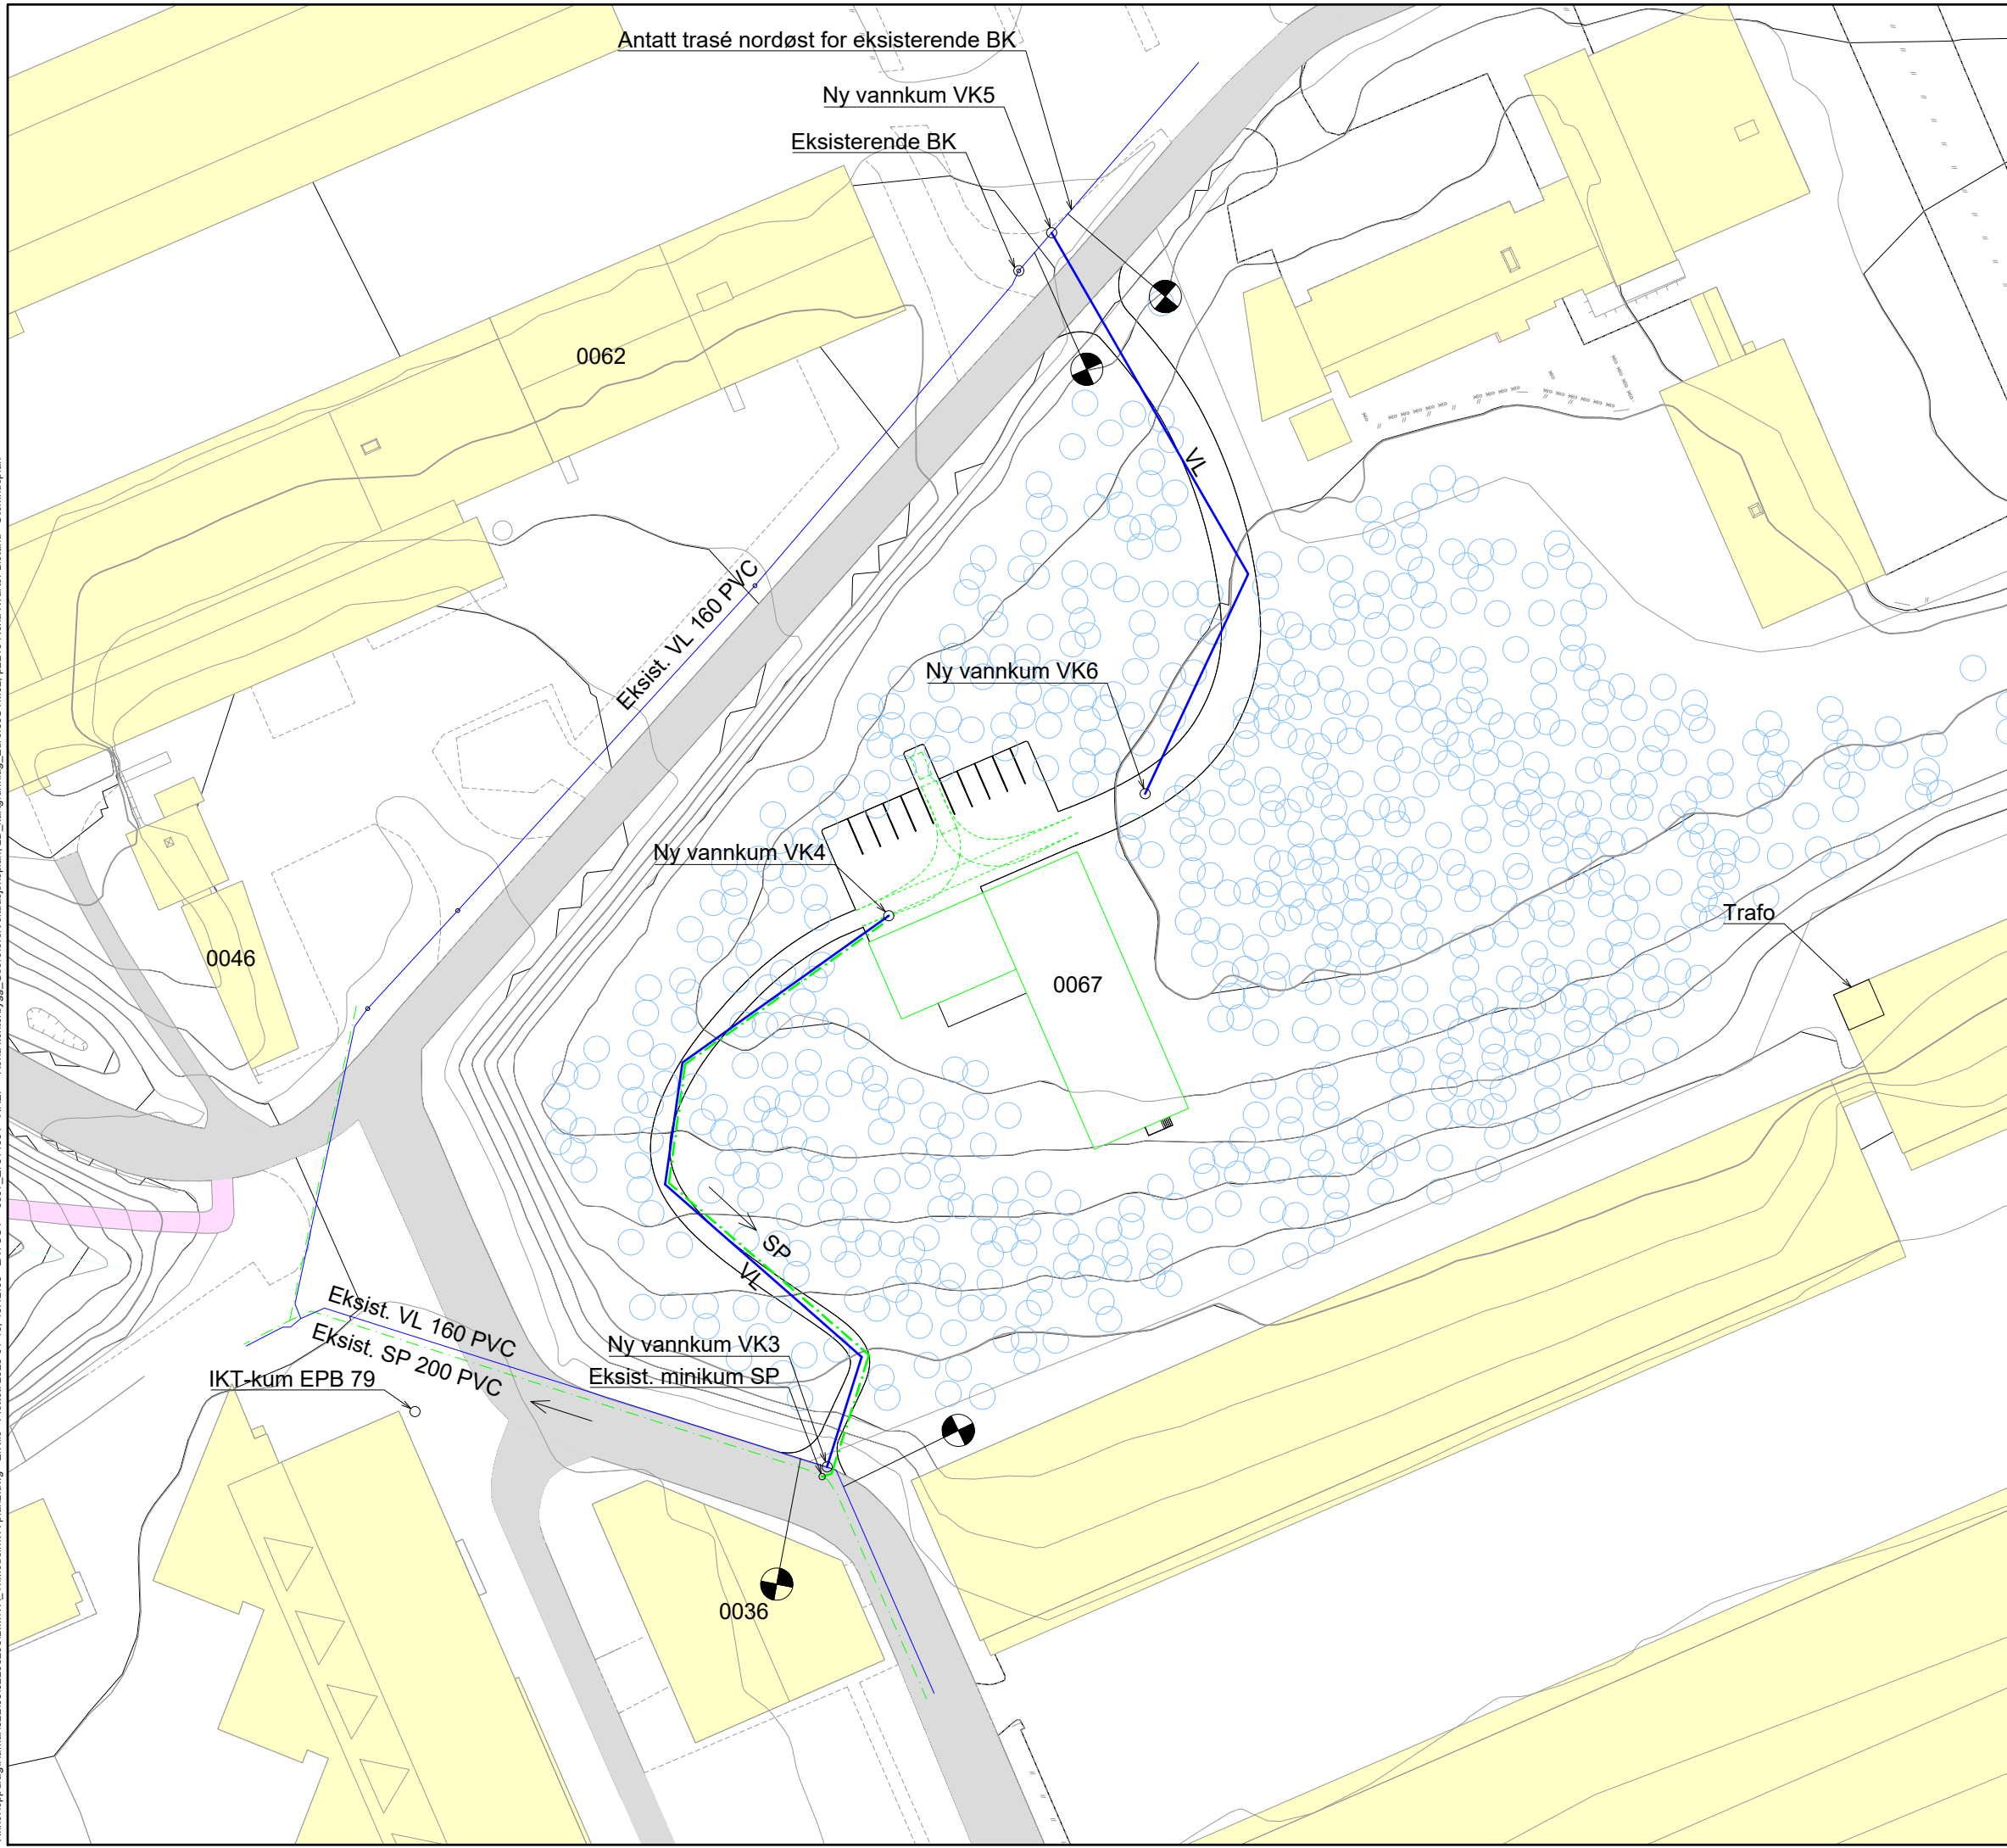 Antatt trasé nordøst for eksisterende BK
Ny vannkum VK5
Eksisterende BK
0062
VL
Eksist. VL 160 PVC
Ny vannkum VK6
Ny vannkum VK4
Trafo
0046
0067
SP
VL
Eksist. VL 160 PVC
Eksist. SP 200 PVC
Ny vannkum VK3
Eksist. minikum SP
IKT-kum EPB 79
0036